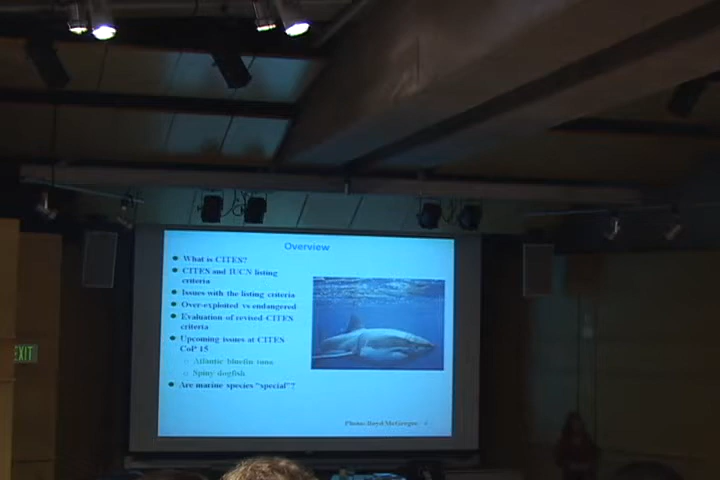 Overview
What is CITES?
CITES and IUCN listing
criteria
Issues with the listing criteria
Over-exploited vs endangered
Evaluation of revised CITES
criteria
Upcoming issues at CITES
CoP 15
Atlantic bluefin tuna
Spiny dogfish
Are marine species "special"?
Photo: Boyd McGregor
EXIT